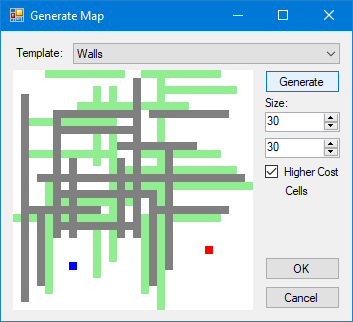 Generate Map
Template:
Walls
Generate
Size:
30
30
Higher Cost
Cells
OK
Cancel